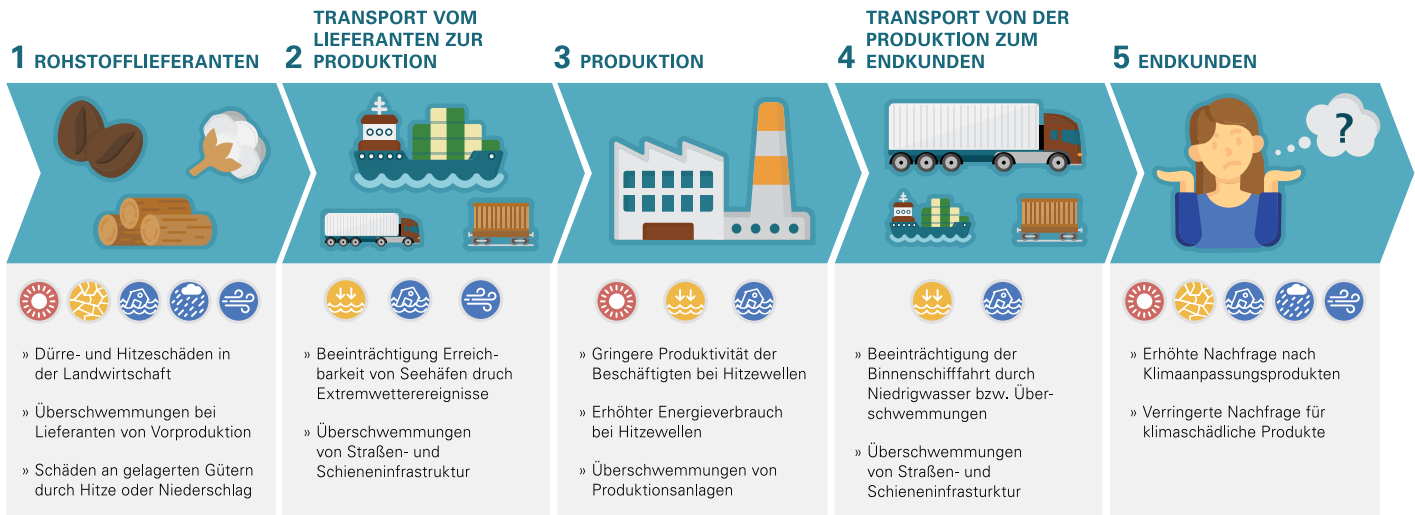 1 ROHSTOFFLIEFERANTEN
» Dürre- und Hitzeschäden in
der Landwirtschaft
» Überschwemmungen bei
Lieferanten von Vorproduktion
» Schäden an gelagerten Gütern
durch Hitze oder Niederschlag
2 TRANSPORT VOM
LIEFERANTEN ZUR
PRODUKTION
» Beeinträchtigung Erreich-
barkeit von Seehäfen druch
Extremwetterereignisse
» Überschwemmungen
von Straßen- und
Schieneninfrastruktur
3 PRODUKTION
» Gringere Produktivität der
Beschäftigten bei Hitzewellen
» Erhöhter Energieverbrauch
bei Hitzewellen
» Überschwemmungen von
Produktionsanlagen
4 TRANSPORT VON DER
PRODUKTION ZUM
ENDKUNDEN
» Beeinträchtigung der
Binnenschifffahrt durch
Niedrigwasser bzw. Über-
schwemmungen
» Überschwemmungen
von Straßen- und
Schieneninfrasturktur
5 ENDKUNDEN
?
» Erhöhte Nachfrage nach
Klimaanpassungsprodukten
» Verringerte Nachfrage für
klimaschädliche Produkte